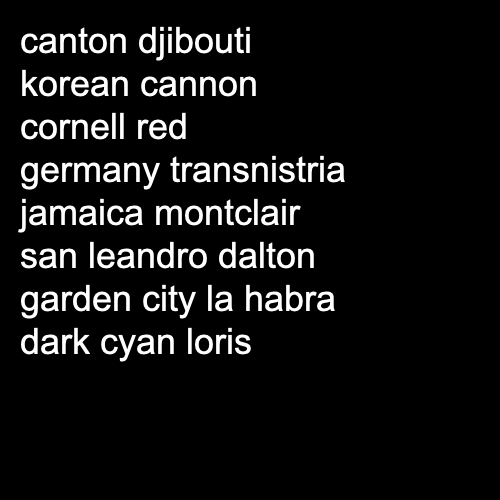 canton djibouti
korean cannon
cornell red
germany transnistria
jamaica montclair
san leandro dalton
garden city la habra
dark cyan loris